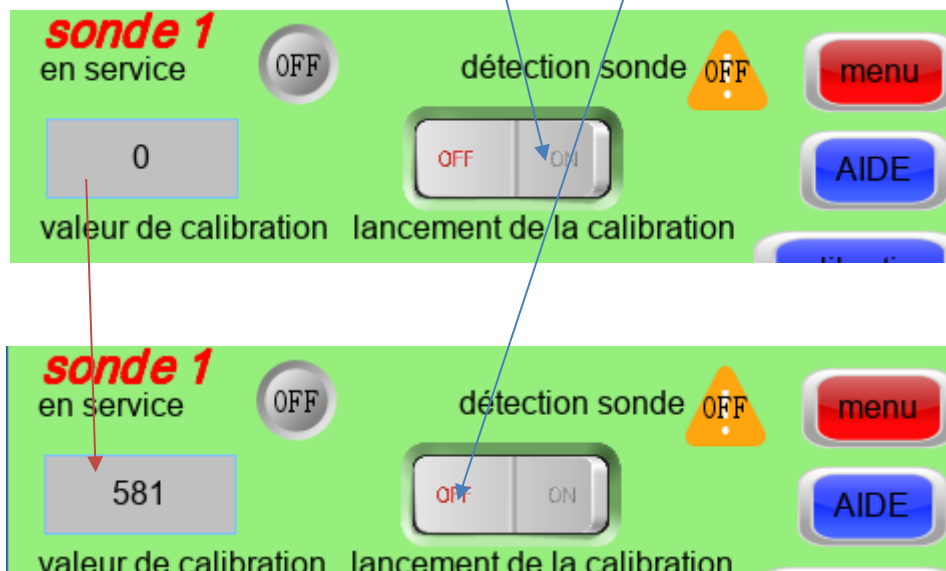 sonde 1
en service OFF détection sonde OFF menu
0 OFF ON AIDE
valeur de calibration lancement de la calibration
sonde 1
en service OFF détection sonde OFF menu
581 OFF ON AIDE
valeur de calibration lancement de la calibration